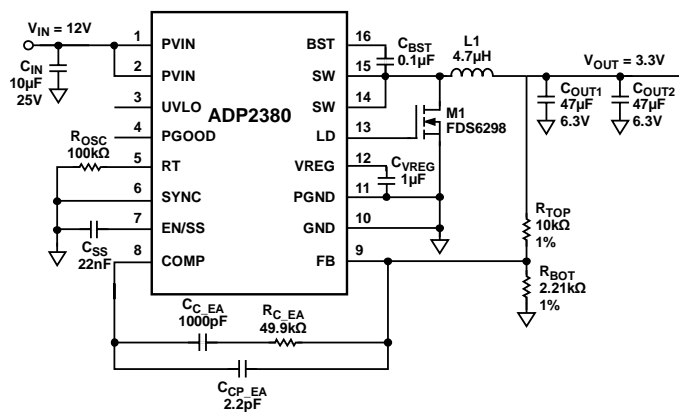 VIN = 12V
CIN
10µF
25V
1 PVIN
2 PVIN
3 UVLO
4 PGOOD
ROSC
100kΩ
5 RT
6 SYNC
7 EN/SS
CSS
22nF
8 COMP
ADP2380
BST 16
SW 15
SW 14
LD 13
VREG 12
PGND 11
GND 10
FB 9
CBST
0.1µF
L1
4.7µH
M1
FDS6298
CVREG
1µF
VOUT = 3.3V
COUT1
47µF
6.3V
COUT2
47µF
6.3V
RTOP
10kΩ
1%
RBOT
2.21kΩ
1%
CC_EA
1000pF
RC_EA
49.9kΩ
CCP_EA
2.2pF